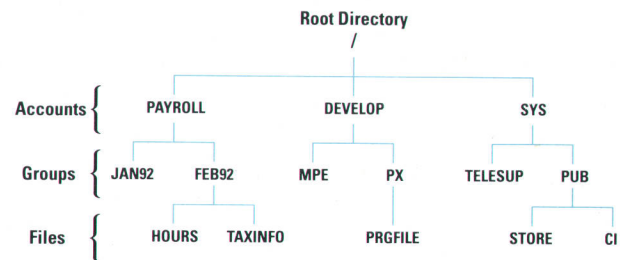 Root Directory
/
Accounts { PAYROLL DEVELOP SYS
Groups { JAN92 FEB92 MPE PX TELESUP PUB
Files { HOURS TAXINFO PRGFILE STORE CI